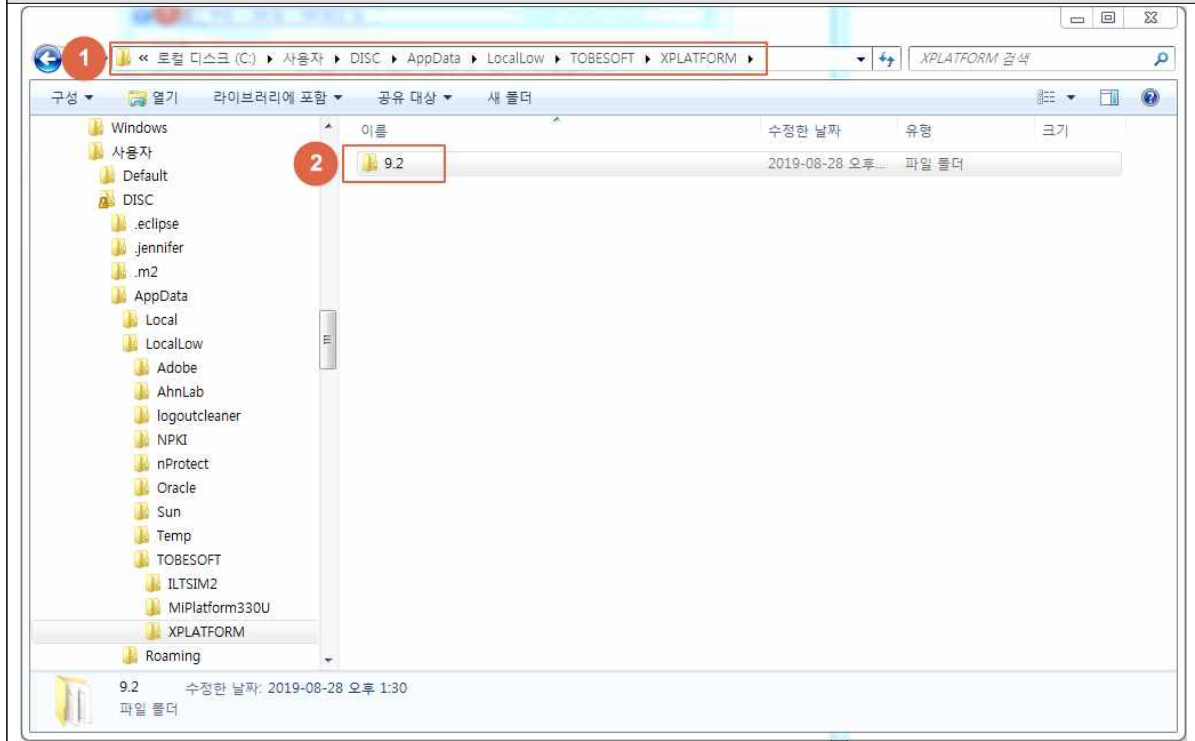 1 « 로컬 디스크 (C:) ▸ 사용자 ▸ DISC ▸ AppData ▸ LocalLow ▸ TOBESOFT ▸ XPLATFORM ▸
XPLATFORM 검색
구성 열기 라이브러리에 포함 공유 대상 새 폴더
이름 수정한 날짜 유형 크기
2 9.2 2019-08-28 오후... 파일 폴더
Windows
사용자
Default
DISC
.eclipse
.jennifer
.m2
AppData
Local
LocalLow
Adobe
AhnLab
logoutcleaner
NPKI
nProtect
Oracle
Sun
Temp
TOBESOFT
ILTSIM2
MiPlatform330U
XPLATFORM
Roaming
9.2 수정한 날짜: 2019-08-28 오후 1:30
파일 폴더